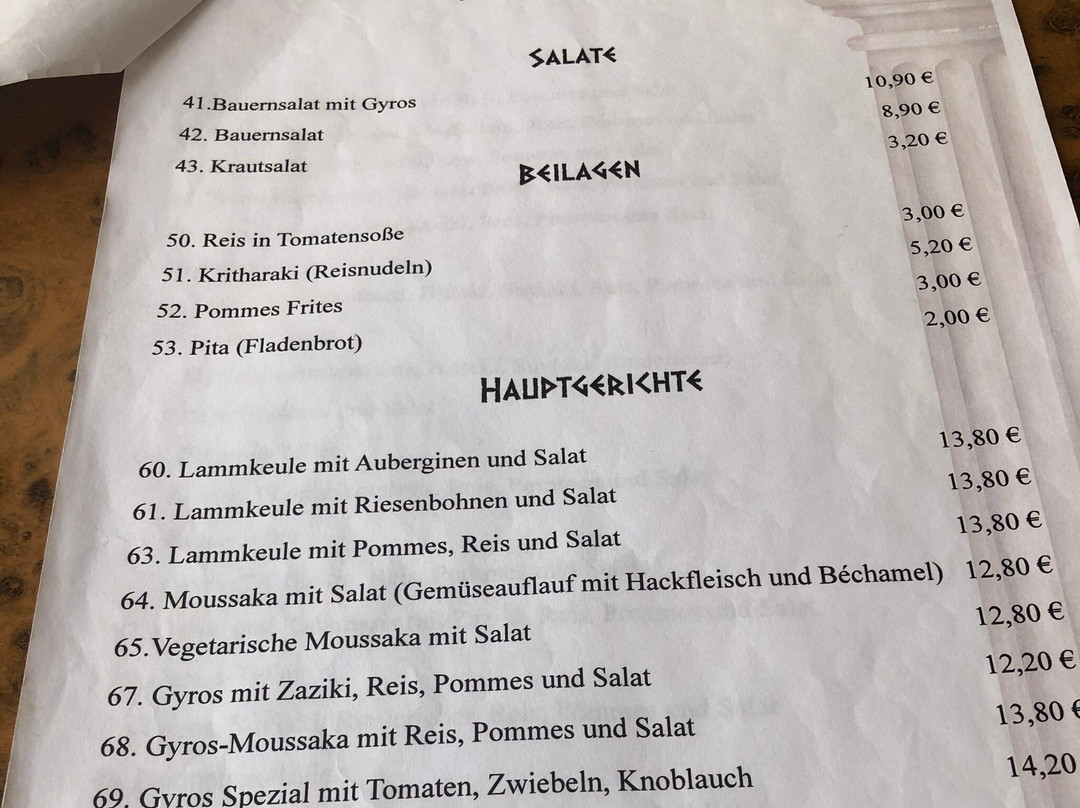 SALATE
41.Bauernsalat mit Gyros 10,90 €
42. Bauernsalat 8,90 €
43. Krautsalat 3,20 €
BEILAGEN
50. Reis in Tomatensoße 3,00 €
51. Kritharaki (Reisnudeln) 5,20 €
52. Pommes Frites 3,00 €
53. Pita (Fladenbrot) 2,00 €
HAUPTGERICHTE
60. Lammkeule mit Auberginen und Salat 13,80 €
61. Lammkeule mit Riesenbohnen und Salat 13,80 €
63. Lammkeule mit Pommes, Reis und Salat 13,80 €
64. Moussaka mit Salat (Gemüseauflauf mit Hackfleisch und Béchamel) 12,80 €
65.Vegetarische Moussaka mit Salat 12,80 €
67. Gyros mit Zaziki, Reis, Pommes und Salat 12,20 €
68. Gyros-Moussaka mit Reis, Pommes und Salat 13,80 €
69. Gyros Spezial mit Tomaten, Zwiebeln, Knoblauch 14,20